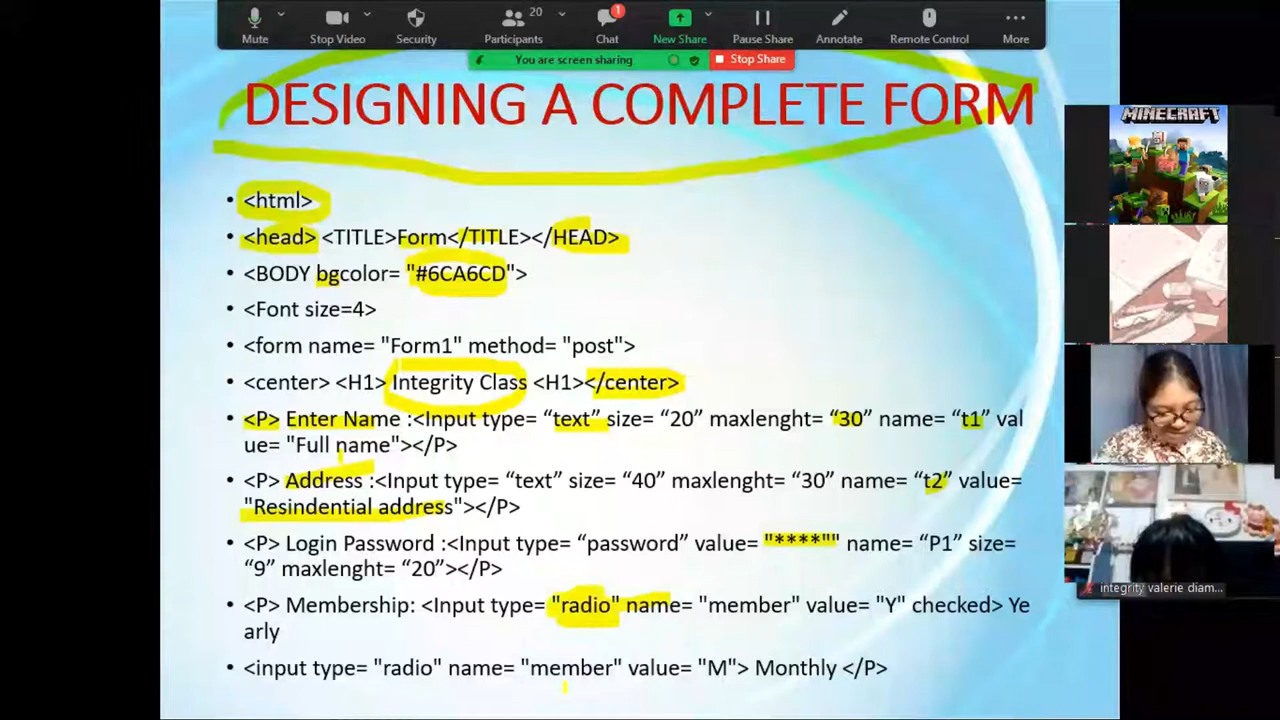 20
1
Mute
Stop Video
Security
Participants
Chat
New Share
Pause Share
Annotate
Remote Control
More
You are screen sharing
Stop Share
DESIGNING A COMPLETE FORM
MINECRAFT
• <html>
• <head> <TITLE>Form</TITLE></HEAD>
• <BODY bgcolor= "#6CA6CD">
• <Font size=4>
• <form name= "Form1" method= "post">
• <center> <H1> Integrity Class <H1></center>
• <P> Enter Name :<Input type= “text” size= “20” maxlenght= “30” name= “t1” val
ue= "Full name"></P>
• <P> Address :<Input type= “text” size= “40” maxlenght= “30” name= “t2” value=
"Resindential address"></P>
• <P> Login Password :<Input type= “password” value= "****"" name= “P1” size=
“9” maxlenght= “20”></P>
• <P> Membership: <Input type= "radio" name= "member" value= "Y" checked> Ye
arly
• <input type= "radio" name= "member" value= "M"> Monthly </P>
integrity valerie diam...